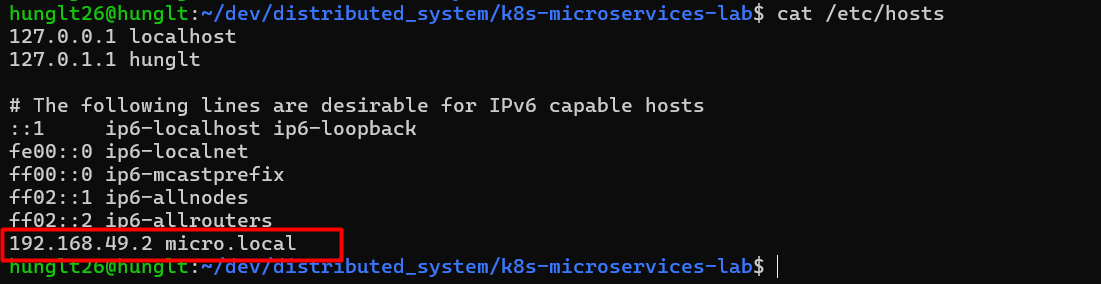 hunglt26@hunglt:~/dev/distributed_system/k8s-microservices-lab$ cat /etc/hosts
127.0.0.1 localhost
127.0.1.1 hunglt
# The following lines are desirable for IPv6 capable hosts
::1     ip6-localhost ip6-loopback
fe00::0 ip6-localnet
ff00::0 ip6-mcastprefix
ff02::1 ip6-allnodes
ff02::2 ip6-allrouters
192.168.49.2 micro.local
hunglt26@hunglt:~/dev/distributed_system/k8s-microservices-lab$